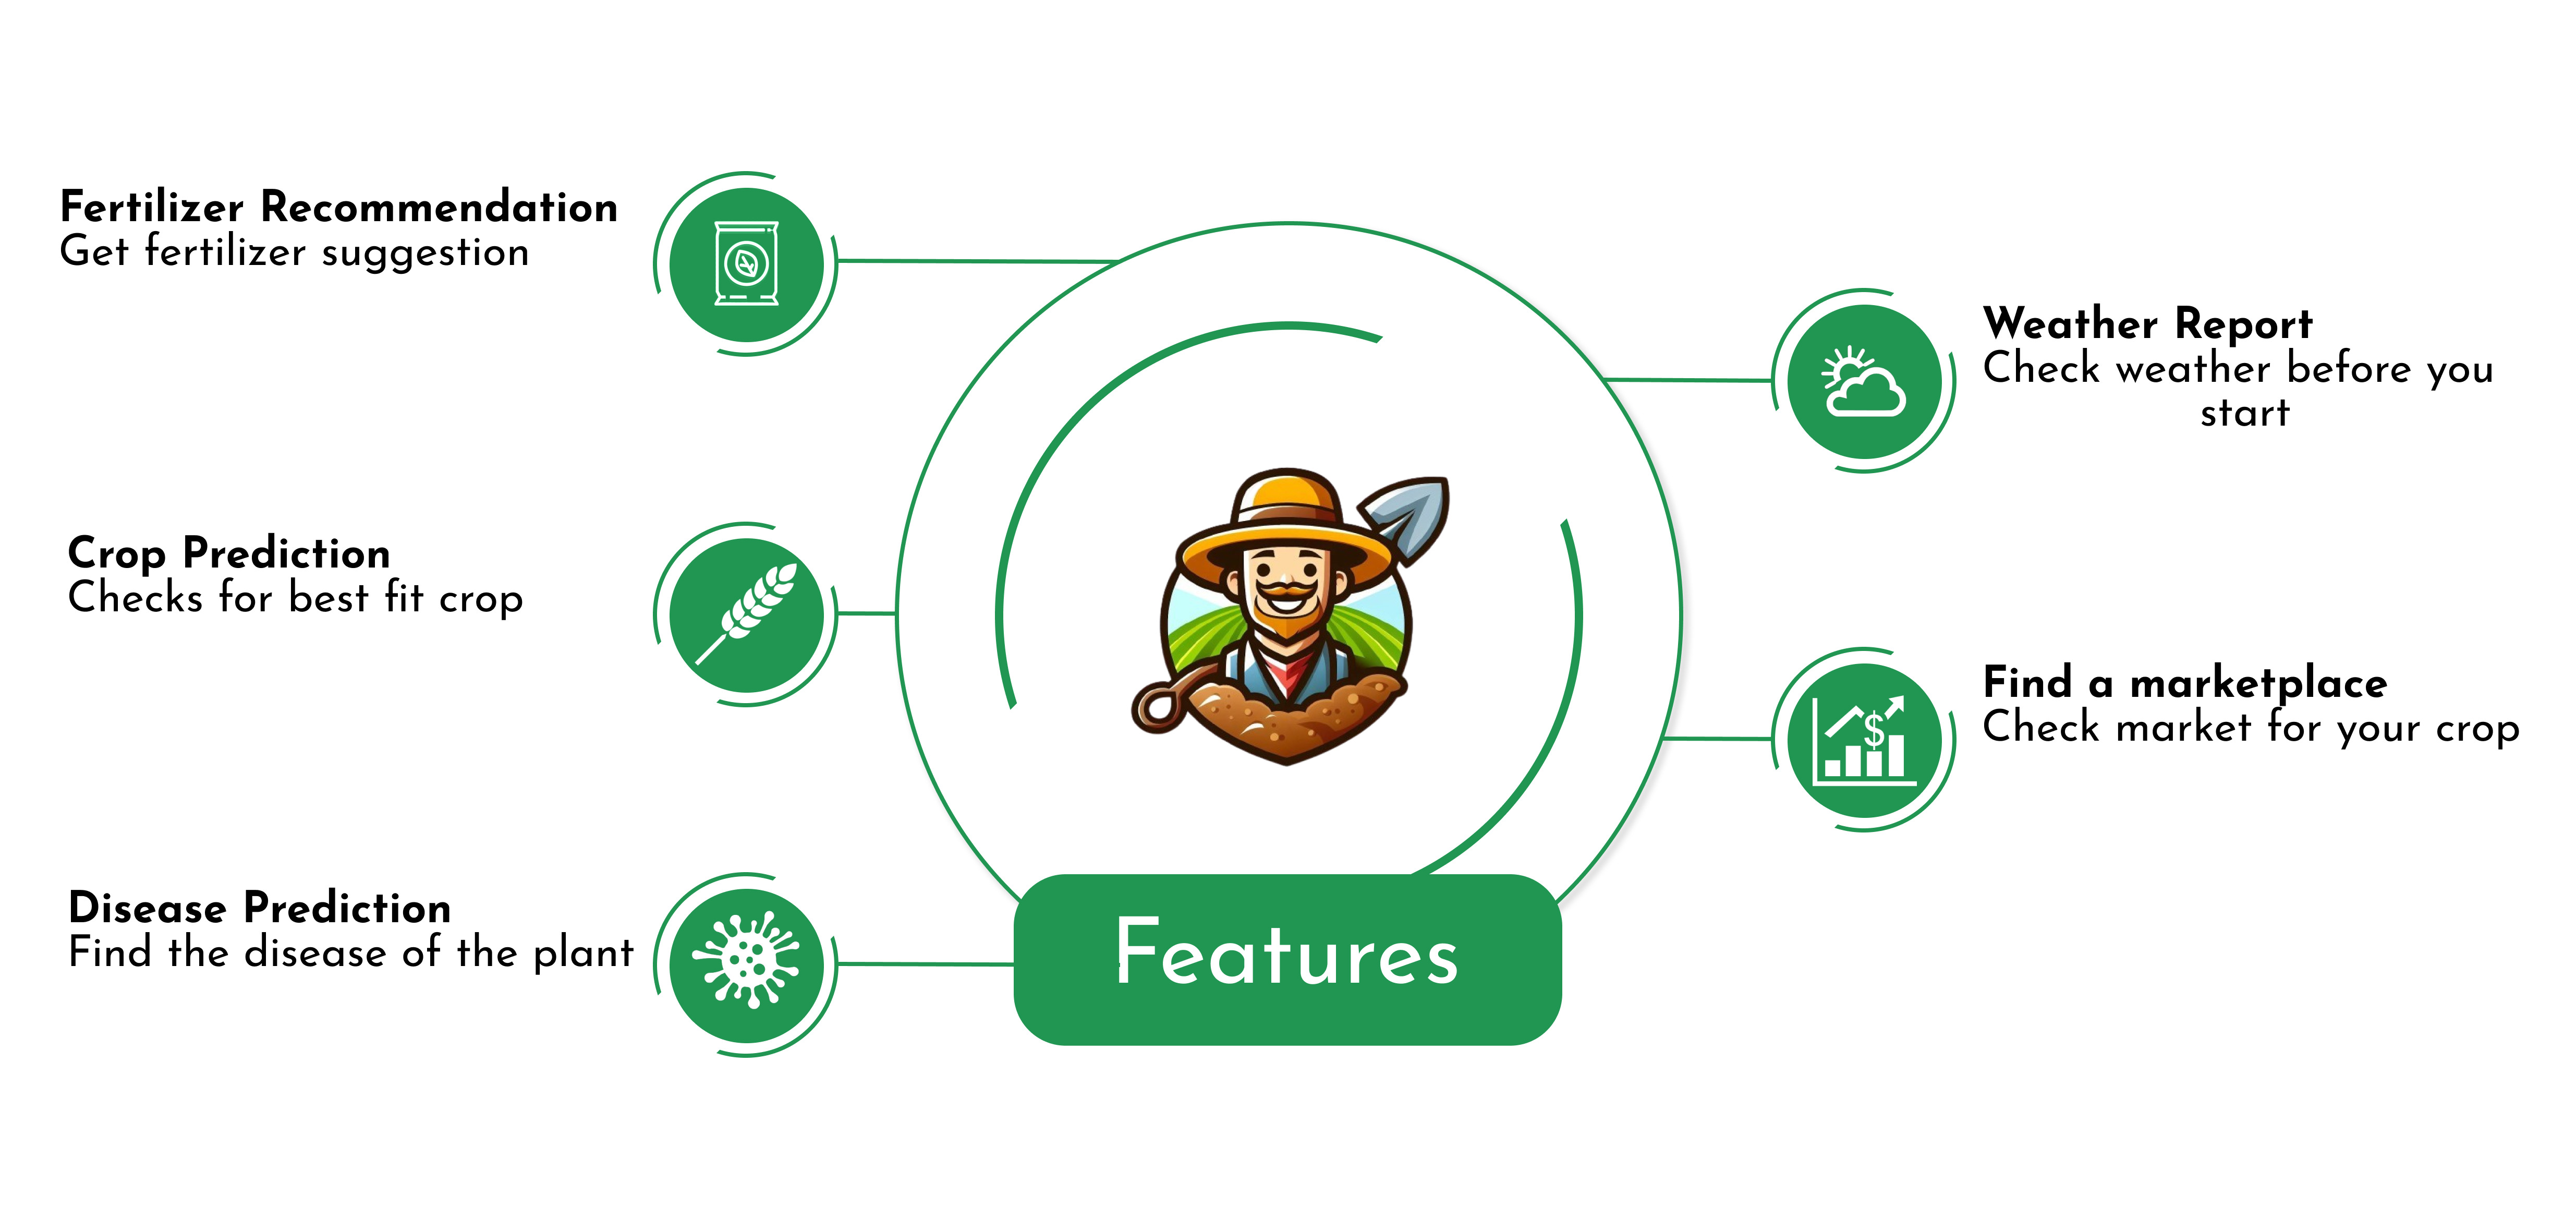 Fertilizer Recommendation
Get fertilizer suggestion
Crop Prediction
Checks for best fit crop
Disease Prediction
Find the disease of the plant
Features
Weather Report
Check weather before you
start
Find a marketplace
Check market for your crop
$